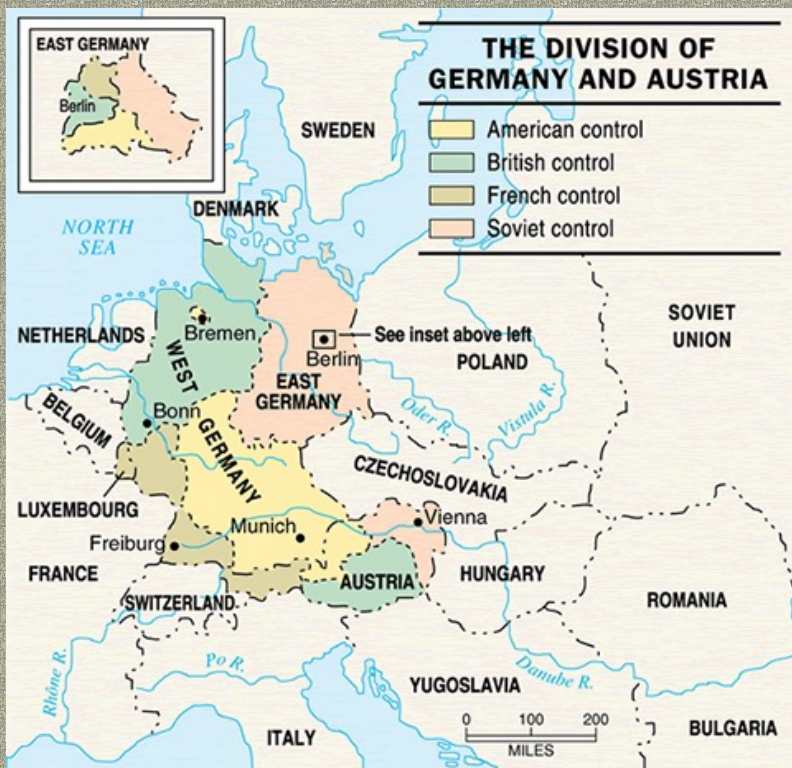 EAST GERMANY
Berlin
THE DIVISION OF
GERMANY AND AUSTRIA
American control
British control
French control
Soviet control
SWEDEN
DENMARK
NORTH
SEA
NETHERLANDS
Bremen
See inset above left
Berlin
POLAND
SOVIET
UNION
WEST
GERMANY
EAST
GERMANY
BELGIUM
Bonn
Oder R.
Vistula R.
CZECHOSLOVAKIA
LUXEMBOURG
Freiburg
Munich
Vienna
FRANCE
SWITZERLAND
AUSTRIA
HUNGARY
ROMANIA
Rhône R.
Po R.
Danube R.
YUGOSLAVIA
ITALY
0 100 200
MILES
BULGARIA